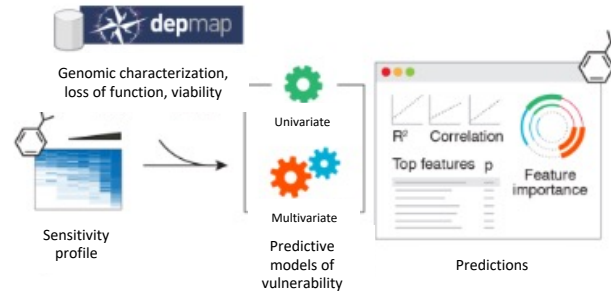 depmap
Genomic characterization,
loss of function, viability
Univariate
Multivariate
Sensitivity
profile
Predictive
models of
vulnerability
R² Correlation
Top features p
Feature
importance
Predictions